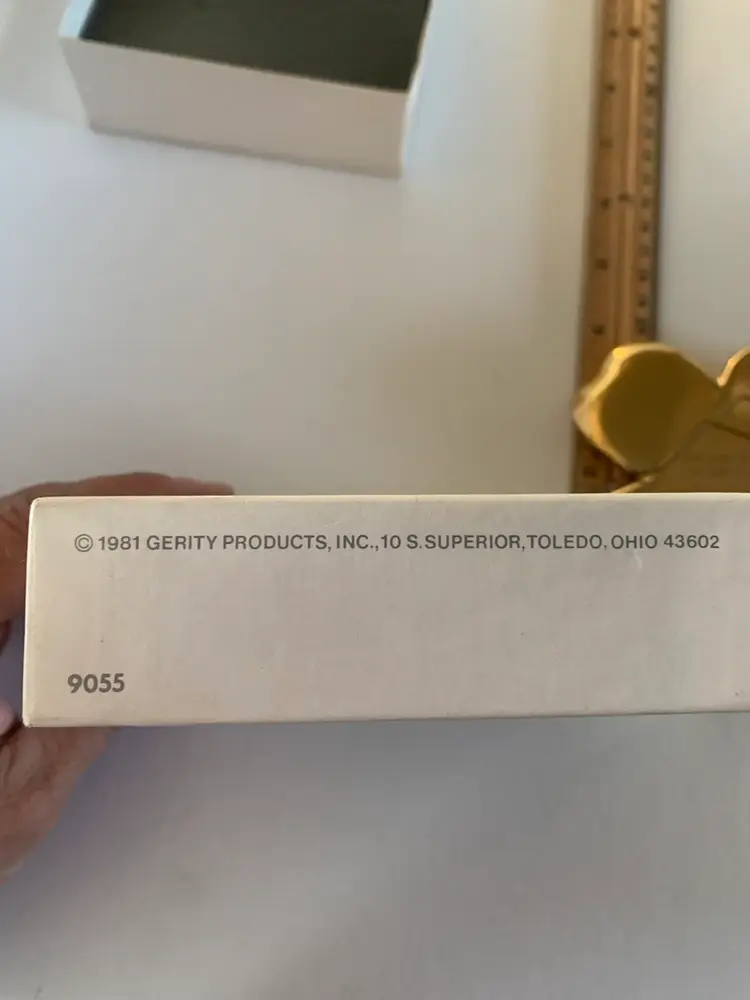 © 1981 GERITY PRODUCTS, INC., 10 S. SUPERIOR, TOLEDO, OHIO 43602
9055